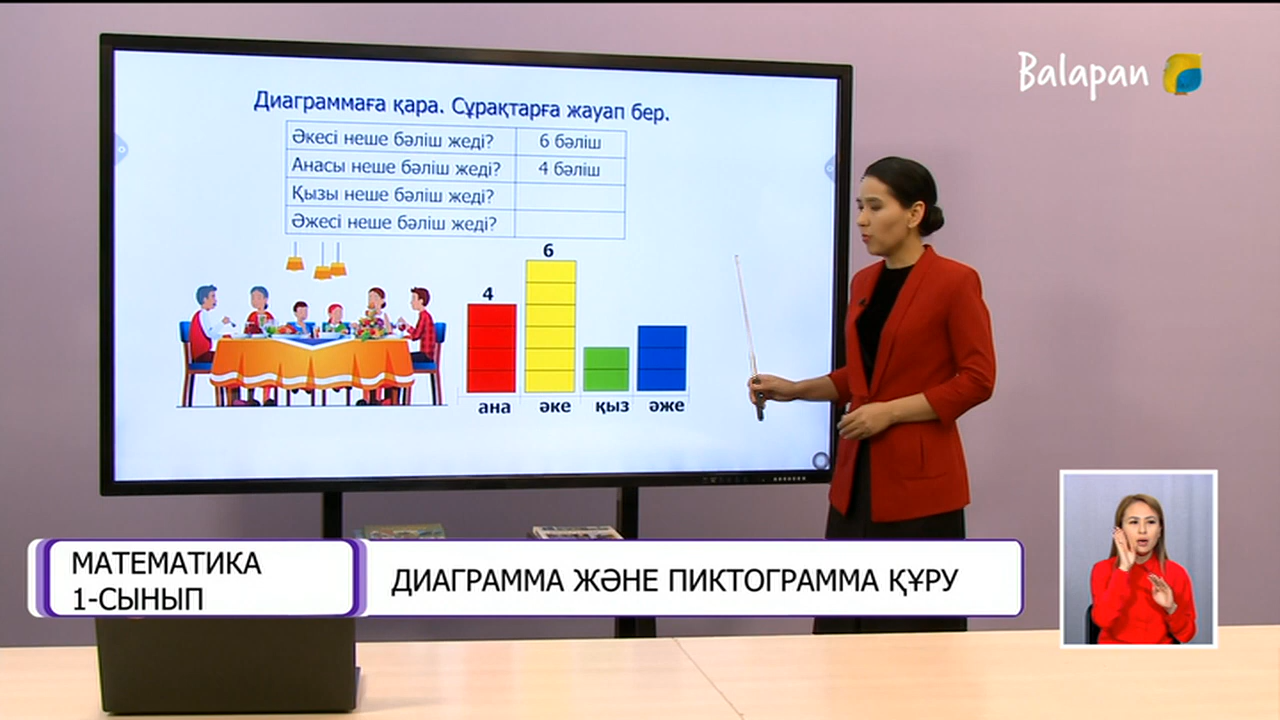 Balapan
Диаграммаға қара. Сұрақтарға жауап бер.
Әкесі неше бәліш жеді? 6 бәліш
Анасы неше бәліш жеді? 4 бәліш
Қызы неше бәліш жеді?
Әжесі неше бәліш жеді?
6
4
ана әке қыз әже
МАТЕМАТИКА
1-СЫНЫП
ДИАГРАММА ЖӘНЕ ПИКТОГРАММА ҚҰРУ